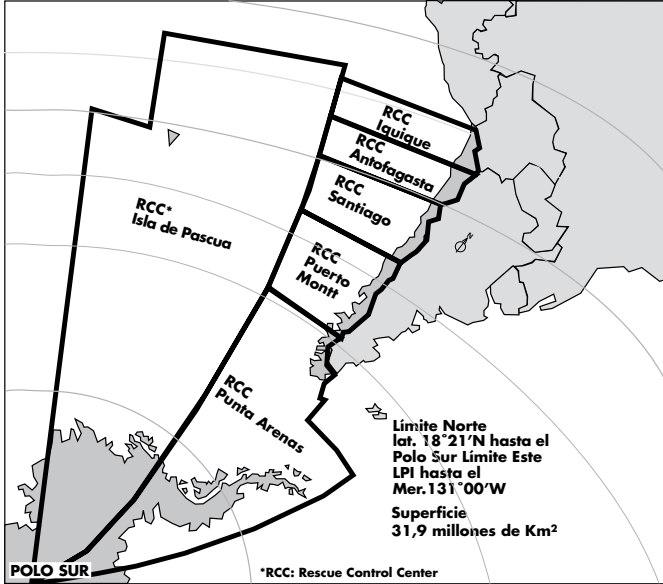 RCC
Iquique
RCC
Antofagasta
RCC
Santiago
RCC*
Isla de Pascua
RCC
Puerto
Montt
RCC
Punta Arenas
Límite Norte
lat. 18°21'N hasta el
Polo Sur Límite Este
LPI hasta el
Mer.131°00'W
Superficie
31,9 millones de Km²
POLO SUR
*RCC: Rescue Control Center